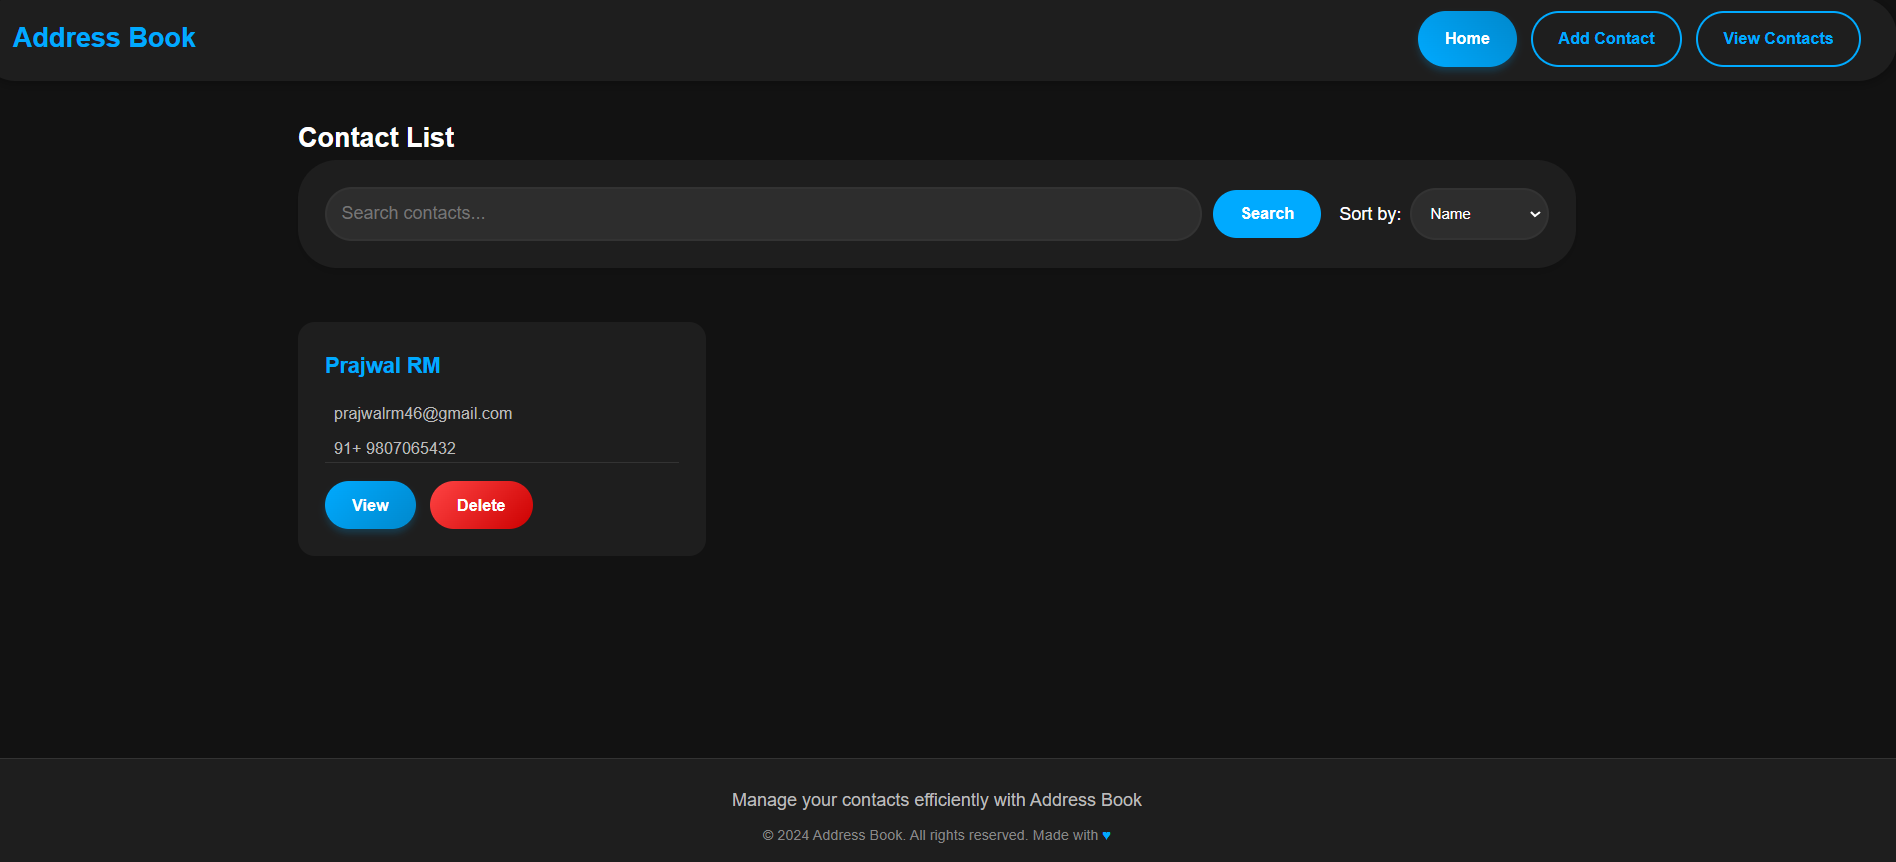 Address Book
Home Add Contact View Contacts
Contact List
Search contacts... Search Sort by: Name
Prajwal RM
prajwalrm46@gmail.com
91+ 9807065432
View Delete
Manage your contacts efficiently with Address Book
© 2024 Address Book. All rights reserved. Made with ♥